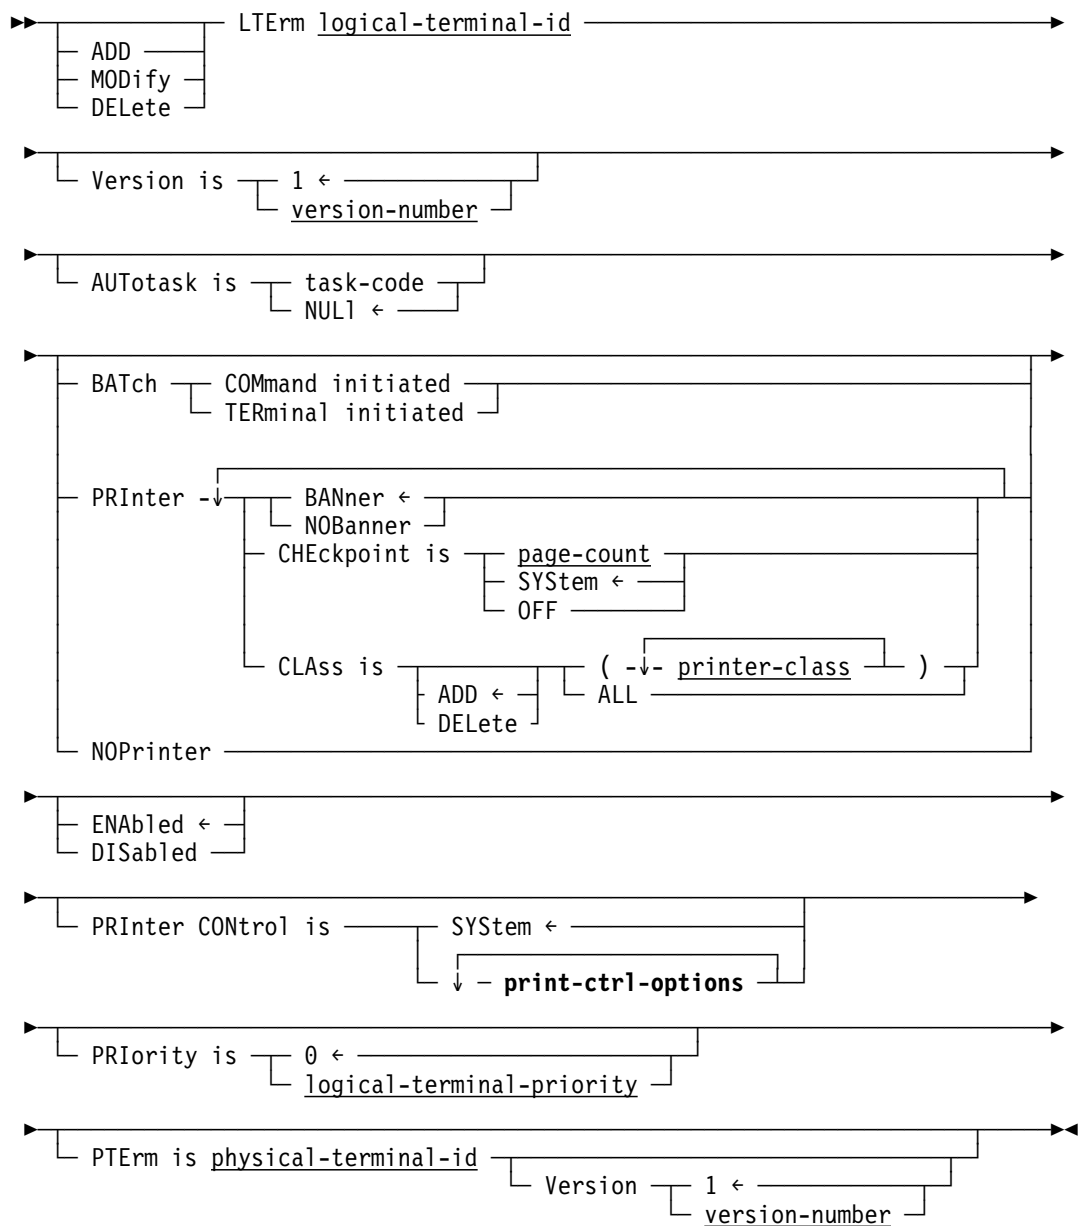 LTErm logical-terminal-id
ADD
MODify
DELete
Version is 1 ←
version-number
AUTotask is task-code
NULl ←
BATch COMmand initiated
TERminal initiated
PRInter BANner ←
NOBanner
CHEckpoint is page-count
SYStem ←
OFF
CLAss is ( printer-class )
ADD ← ALL
DELete
NOPrinter
ENAbled ←
DISabled
PRInter CONtrol is SYStem ←
print-ctrl-options
PRIority is 0 ←
logical-terminal-priority
PTErm is physical-terminal-id
Version 1 ←
version-number